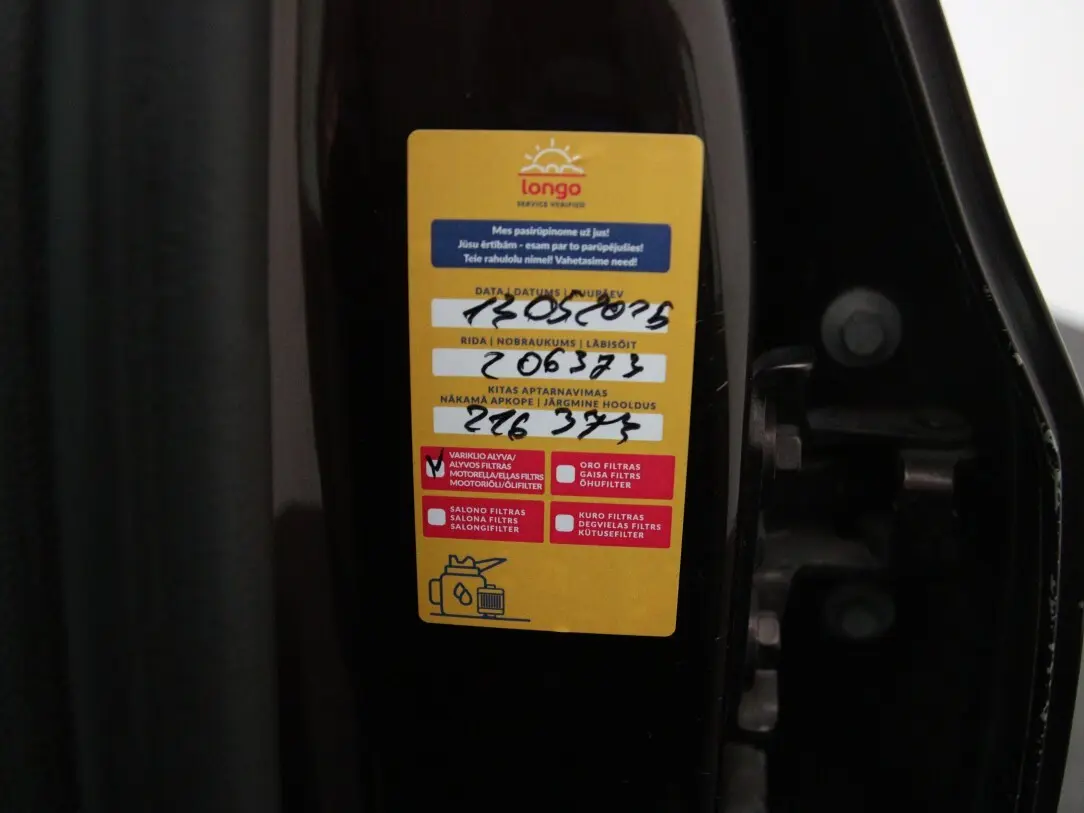 longo
SERVICE VERIFIED
Mes pasirūpinome už jus!
Jūsu ērtībām - esam par to parūpējušies!
Teie rahulolu nimel! Vahetasime need!
DATA | DATUMS | KUUPÄEV
13 05 2025
RIDA | NOBRAUKUMS | LÄBISÕIT
206373
KITAS APTARNAVIMAS
NĀKAMĀ APKOPE | JÄRGMINE HOOLDUS
216 373
VARIKLIO ALYVA/
ALYVOS FILTRAS
MOTOREĻĻA/EĻĻAS FILTRS
MOOTORIÕLI/ÕLIFILTER
ORO FILTRAS
GAISA FILTRS
ÕHUFILTER
SALONO FILTRAS
SALONA FILTRS
SALONGIFILTER
KURO FILTRAS
DEGVIELAS FILTRS
KÜTUSEFILTER